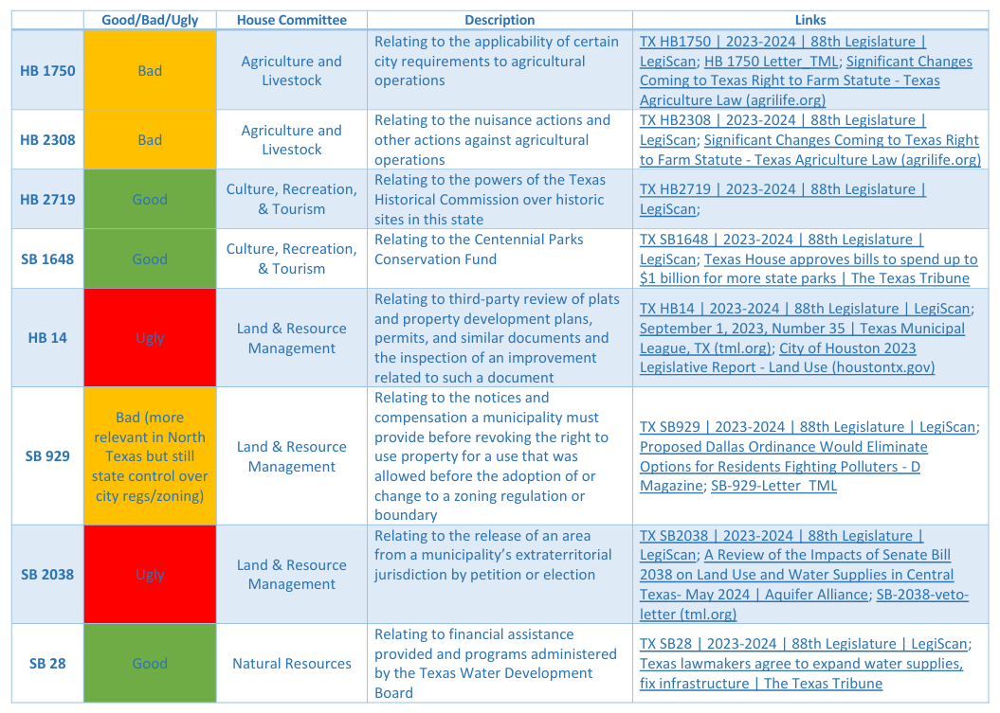 Good/Bad/Ugly House Committee Description Links
HB 1750
Bad
Agriculture and
Livestock
Relating to the applicability of certain
city requirements to agricultural
operations
TX HB1750 | 2023-2024 | 88th Legislature |
LegiScan; HB 1750 Letter_TML; Significant Changes
Coming to Texas Right to Farm Statute - Texas
Agriculture Law (agrilife.org)
HB 2308
Bad
Agriculture and
Livestock
Relating to the nuisance actions and
other actions against agricultural
operations
TX HB2308 | 2023-2024 | 88th Legislature |
LegiScan; Significant Changes Coming to Texas Right
to Farm Statute - Texas Agriculture Law (agrilife.org)
HB 2719
Good
Culture, Recreation,
& Tourism
Relating to the powers of the Texas
Historical Commission over historic
sites in this state
TX HB2719 | 2023-2024 | 88th Legislature |
LegiScan;
SB 1648
Good
Culture, Recreation,
& Tourism
Relating to the Centennial Parks
Conservation Fund
TX SB1648 | 2023-2024 | 88th Legislature |
LegiScan; Texas House approves bills to spend up to
$1 billion for more state parks | The Texas Tribune
HB 14
Ugly
Land & Resource
Management
Relating to third-party review of plats
and property development plans,
permits, and similar documents and
the inspection of an improvement
related to such a document
TX HB14 | 2023-2024 | 88th Legislature | LegiScan;
September 1, 2023, Number 35 | Texas Municipal
League, TX (tml.org); City of Houston 2023
Legislative Report - Land Use (houstontx.gov)
SB 929
Bad (more
relevant in North
Texas but still
state control over
city regs/zoning)
Land & Resource
Management
Relating to the notices and
compensation a municipality must
provide before revoking the right to
use property for a use that was
allowed before the adoption of or
change to a zoning regulation or
boundary
TX SB929 | 2023-2024 | 88th Legislature | LegiScan;
Proposed Dallas Ordinance Would Eliminate
Options for Residents Fighting Polluters - D
Magazine; SB-929-Letter_TML
SB 2038
Ugly
Land & Resource
Management
Relating to the release of an area
from a municipality’s extraterritorial
jurisdiction by petition or election
TX SB2038 | 2023-2024 | 88th Legislature |
LegiScan; A Review of the Impacts of Senate Bill
2038 on Land Use and Water Supplies in Central
Texas- May 2024 | Aquifer Alliance; SB-2038-veto-
letter (tml.org)
SB 28
Good
Natural Resources
Relating to financial assistance
provided and programs administered
by the Texas Water Development
Board
TX SB28 | 2023-2024 | 88th Legislature | LegiScan;
Texas lawmakers agree to expand water supplies,
fix infrastructure | The Texas Tribune